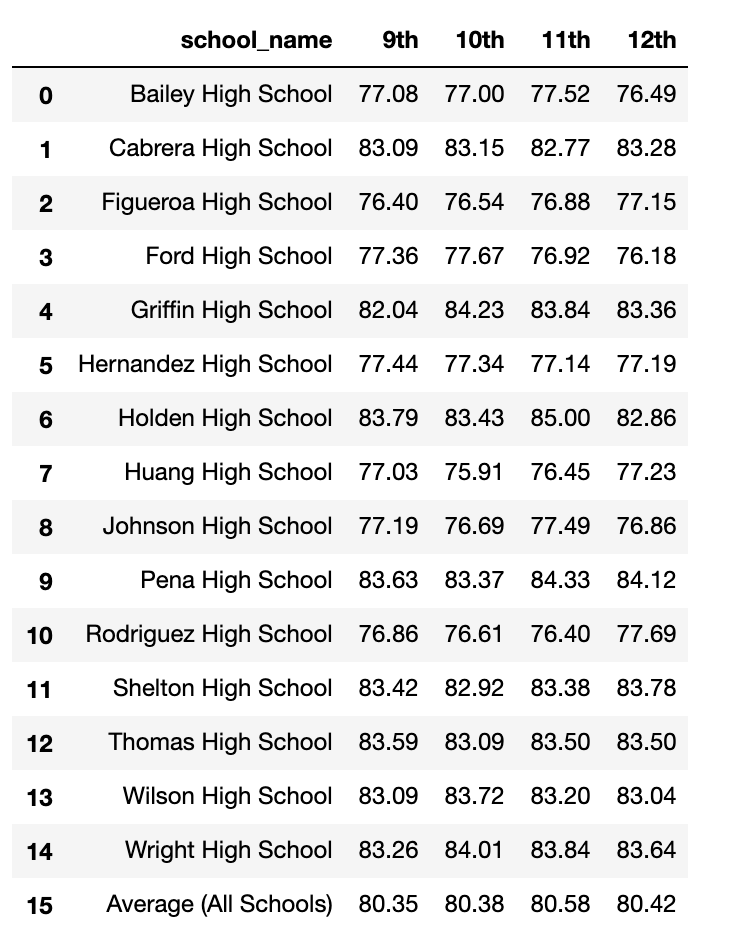 school_name 9th 10th 11th 12th
0 Bailey High School 77.08 77.00 77.52 76.49
1 Cabrera High School 83.09 83.15 82.77 83.28
2 Figueroa High School 76.40 76.54 76.88 77.15
3 Ford High School 77.36 77.67 76.92 76.18
4 Griffin High School 82.04 84.23 83.84 83.36
5 Hernandez High School 77.44 77.34 77.14 77.19
6 Holden High School 83.79 83.43 85.00 82.86
7 Huang High School 77.03 75.91 76.45 77.23
8 Johnson High School 77.19 76.69 77.49 76.86
9 Pena High School 83.63 83.37 84.33 84.12
10 Rodriguez High School 76.86 76.61 76.40 77.69
11 Shelton High School 83.42 82.92 83.38 83.78
12 Thomas High School 83.59 83.09 83.50 83.50
13 Wilson High School 83.09 83.72 83.20 83.04
14 Wright High School 83.26 84.01 83.84 83.64
15 Average (All Schools) 80.35 80.38 80.58 80.42